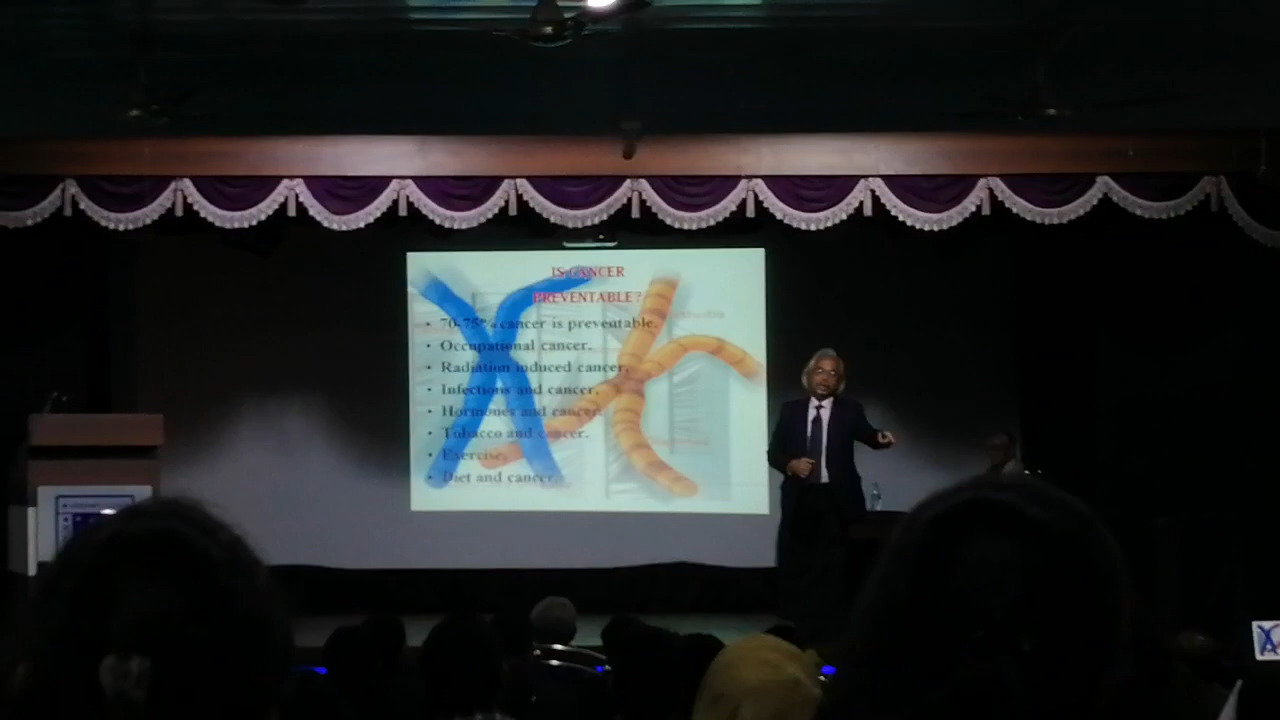 IS CANCER
PREVENTABLE?
• 70-75% cancer is preventable.
• Occupational cancer.
• Radiation induced cancer.
• Infections and cancer.
• Hormones and cancer.
• Tobacco and cancer.
• Exercise.
• Diet and cancer.